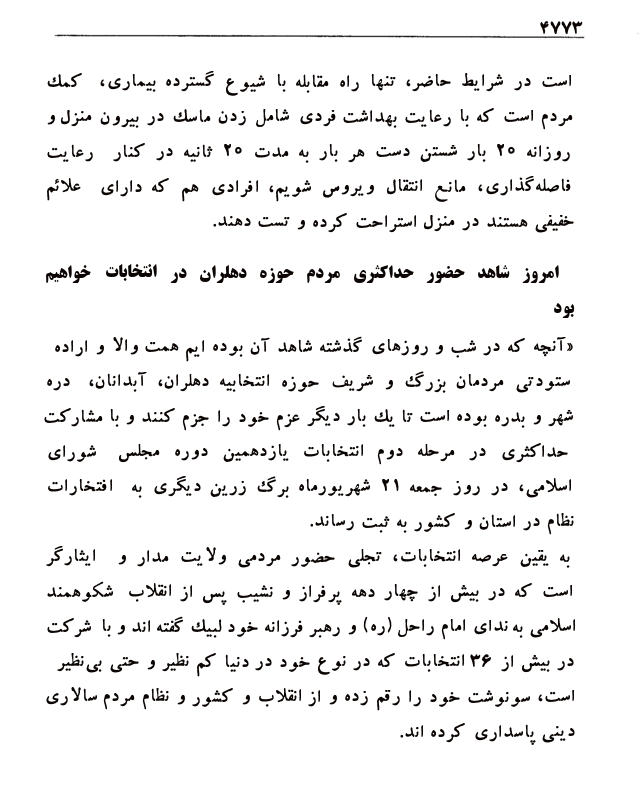 ۴۷۷۳
است در شرایط حاضر، تنها راه مقابله با شیوع گسترده بیماری، کمک
مردم است که با رعایت بهداشت فردی شامل زدن ماسک در بیرون منزل و
روزانه ۲۵ بار شستن دست هر بار به مدت ۲۵ ثانیه در کنار رعایت
فاصله‌گذاری، مانع انتقال ویروس شویم، افرادی هم که دارای علائم
خفیفی هستند در منزل استراحت کرده و تست دهند.
امروز شاهد حضور حداکثری مردم حوزه دهلران در انتخابات خواهیم
بود
«آنچه که در شب و روزهای گذشته شاهد آن بوده ایم همت والا و اراده
ستودتی مردمان بزرگ و شریف حوزه انتخابیه دهلران، آبدانان، دره
شهر و بدره بوده است تا یک بار دیگر عزم خود را جزم کنند و با مشارکت
حداکثری در مرحله دوم انتخابات یازدهمین دوره مجلس شورای
اسلامی، در روز جمعه ۲۱ شهریورماه برگ زرین دیگری به افتخارات
نظام در استان و کشور به ثبت رساند.
به یقین عرصه انتخابات، تجلی حضور مردمی ولایت مدار و ایثارگر
است که در بیش از چهار دهه پرفراز و نشیب پس از انقلاب شکوهمند
اسلامی به ندای امام راحل (ره) و رهبر فرزانه خود لبیک گفته اند و با شرکت
در بیش از ۳۶ انتخابات که در نوع خود در دنیا کم نظیر و حتی بی‌نظیر
است، سونوشت خود را رقم زده و از انقلاب و کشور و نظام مردم سالاری
دینی پاسداری کرده اند.